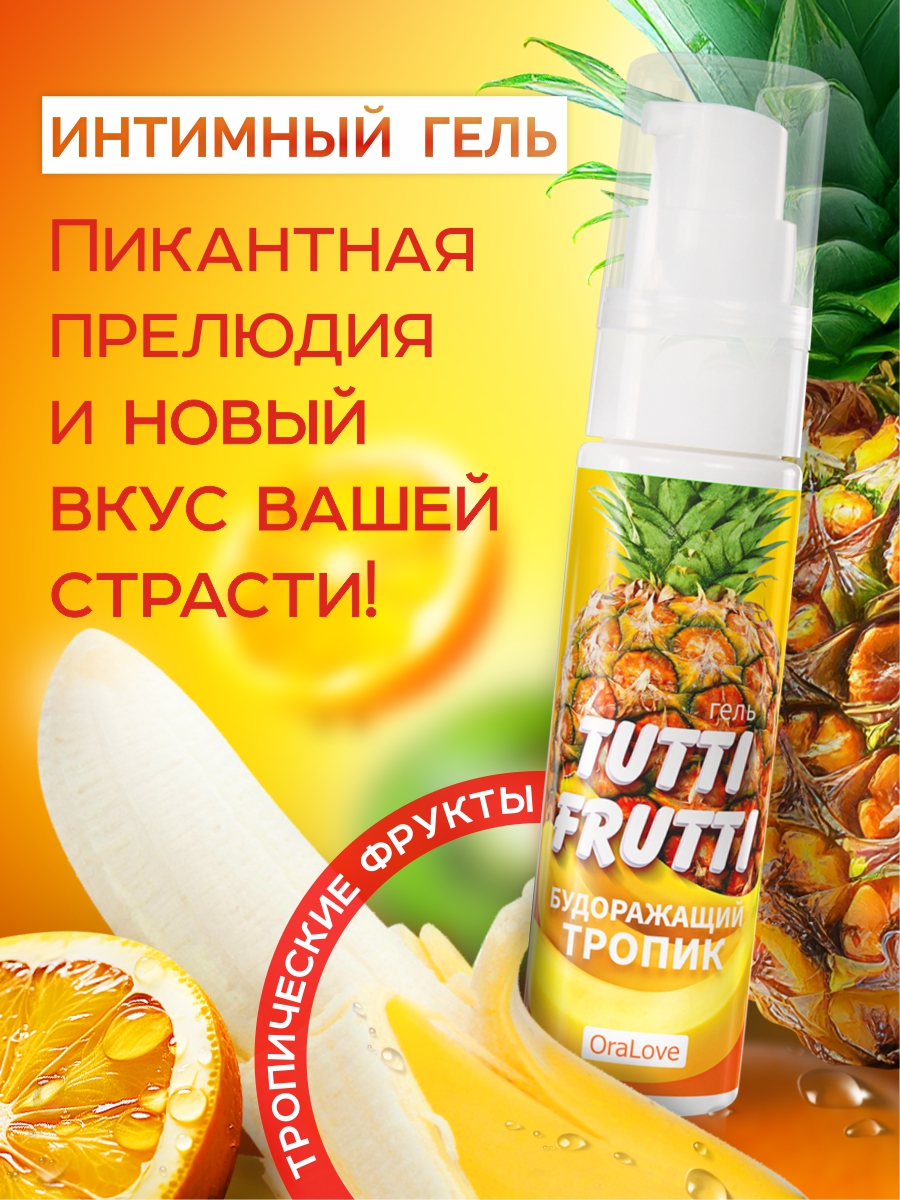 ИНТИМНЫЙ ГЕЛЬ
Пикантная
прелюдия
и новый
вкус вашей
страсти!
гель
TUTTI
FRUTTI
БУДОРАЖАЩИЙ
ТРОПИК
OraLove
ТРОПИЧЕСКИЕ ФРУКТЫ